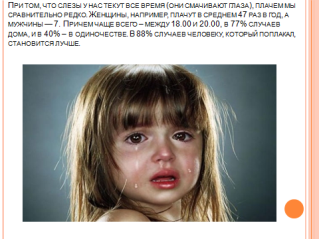 ПРИ ТОМ, ЧТО СЛЕЗЫ У НАС ТЕКУТ ВСЕ ВРЕМЯ (ОНИ СМАЧИВАЮТ ГЛАЗА), ПЛАЧЕМ МЫ
СРАВНИТЕЛЬНО РЕДКО. ЖЕНЩИНЫ, НАПРИМЕР, ПЛАЧУТ В СРЕДНЕМ 47 РАЗ В ГОД, А
МУЖЧИНЫ — 7. ПРИЧЕМ ЧАЩЕ ВСЕГО – МЕЖДУ 18.00 И 20.00, В 77% СЛУЧАЕВ
ДОМА, И В 40% – В ОДИНОЧЕСТВЕ. В 88% СЛУЧАЕВ ЧЕЛОВЕКУ, КОТОРЫЙ ПОПЛАКАЛ,
СТАНОВИТСЯ ЛУЧШЕ.